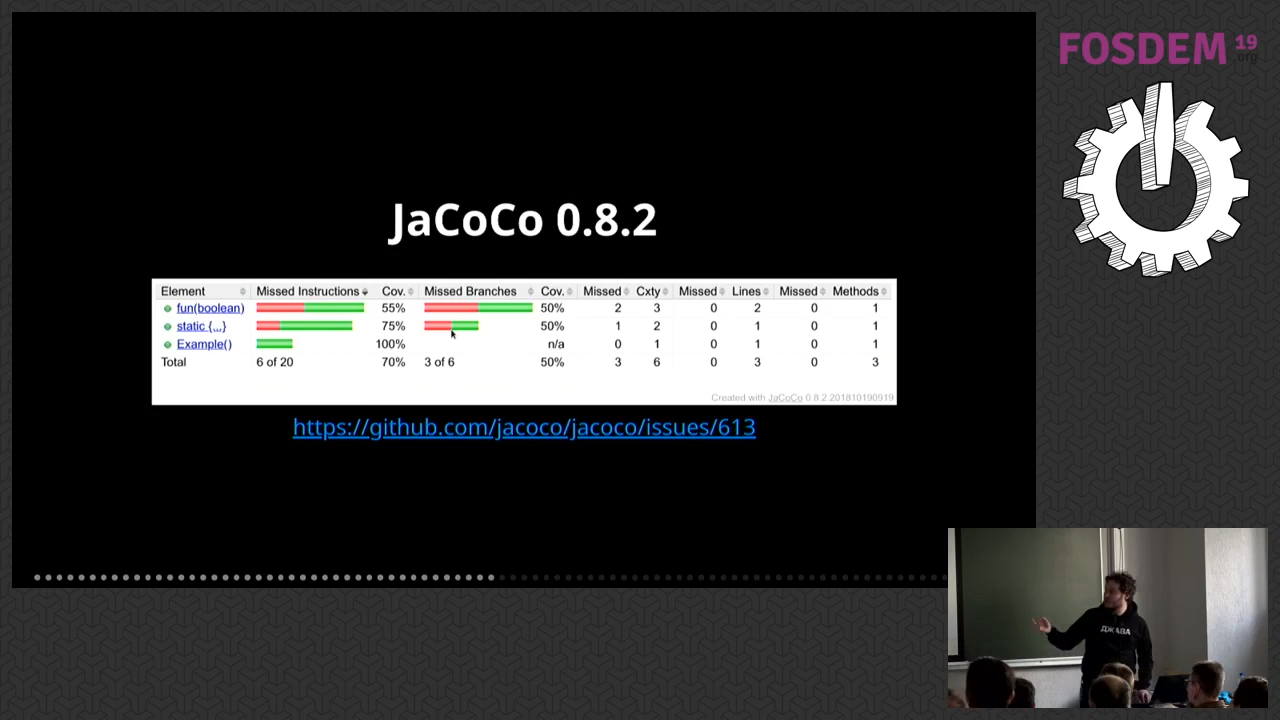 FOSDEM 19
.org
JaCoCo 0.8.2
Element Missed Instructions Cov. Missed Branches Cov. Missed Cxty Missed Lines Missed Methods
fun(boolean) 55% 50% 2 3 0 2 0 1
static {...} 75% 50% 1 2 0 1 0 1
Example() 100% n/a 0 1 0 1 0 1
Total 6 of 20 70% 3 of 6 50% 3 6 0 3 0 3
Created with JaCoCo 0.8.2.201810190919
https://github.com/jacoco/jacoco/issues/613
ДЖАВА